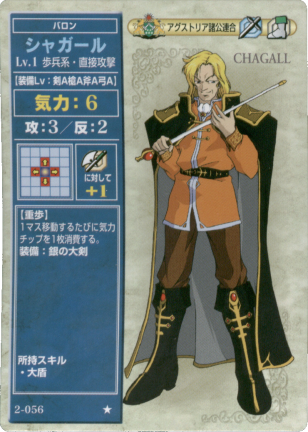 バロン
シャガール
Lv.1 歩兵系・直接攻撃
[装備Lv：剣A槍A斧A弓A]
気力：6
攻：3／反：2
に対して
+1
【重歩】
1マス移動するたびに気力
チップを1枚消費する。
装備：銀の大剣
所持スキル
・大盾
2-056
★
アグストリア諸公連合
CHAGALL